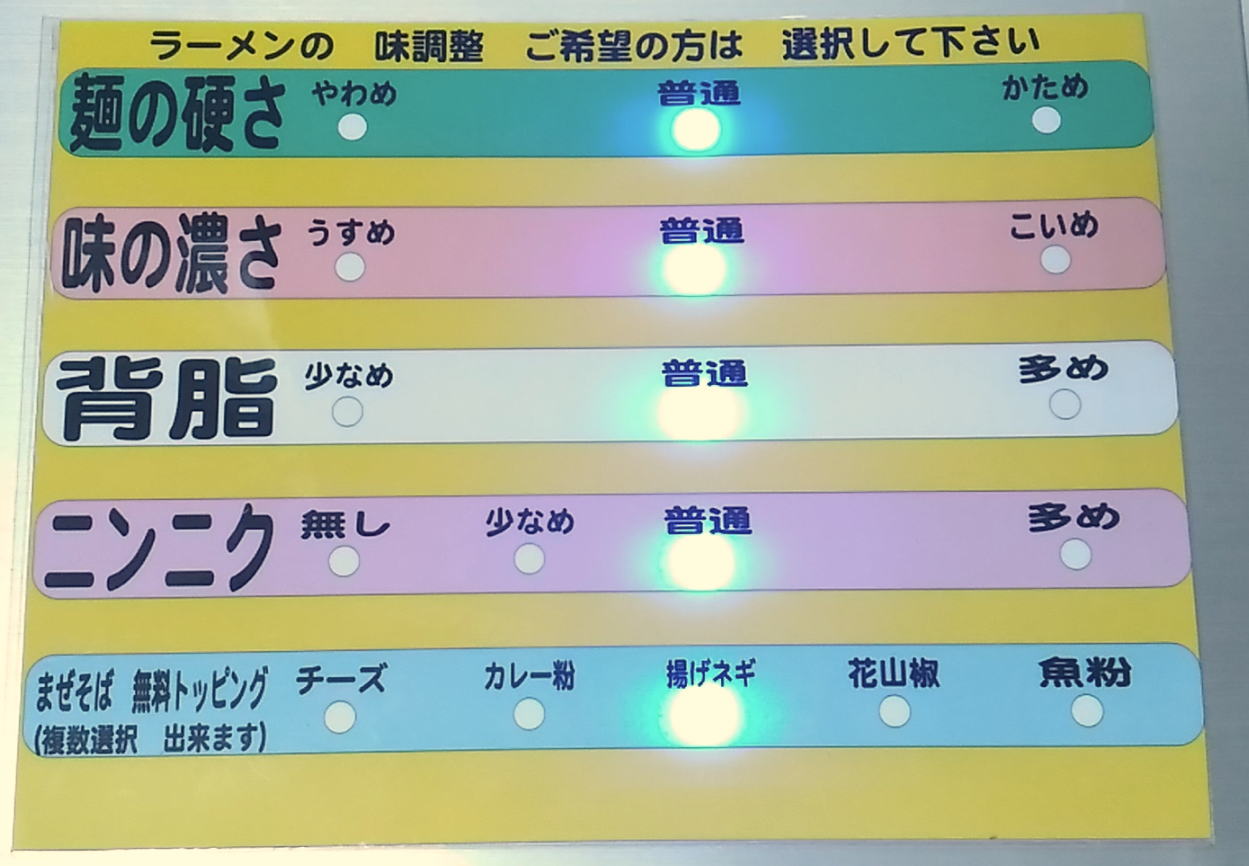 ラーメンの 味調整 ご希望の方は 選択して下さい
麺の硬さ やわめ 普通 かため
味の濃さ うすめ 普通 こいめ
背脂 少なめ 普通 多め
ニンニク 無し 少なめ 普通 多め
まぜそば 無料トッピング チーズ カレー粉 揚げネギ 花山椒 魚粉
(複数選択 出来ます)